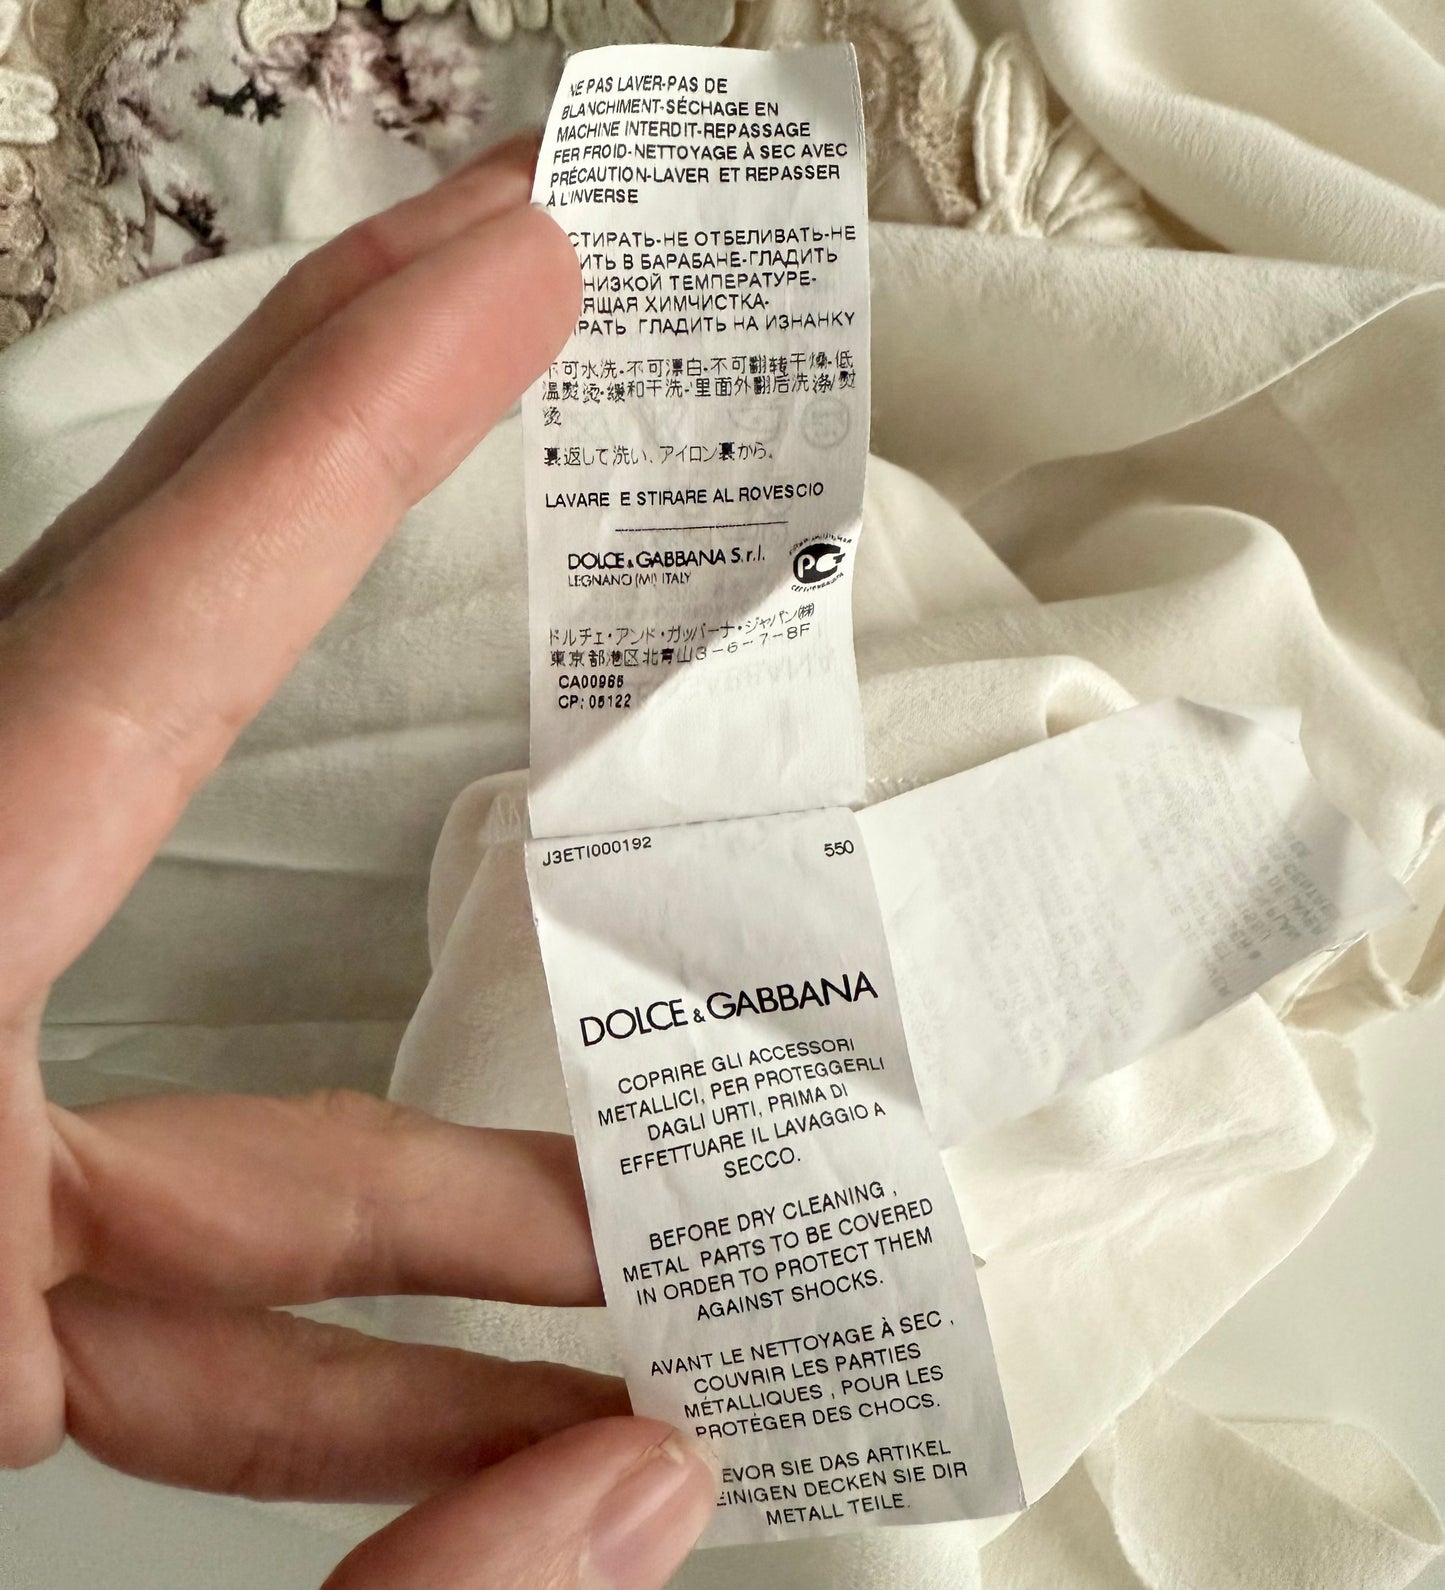 NE PAS LAVER-PAS DE
BLANCHIMENT-SÉCHAGE EN
MACHINE INTERDIT-REPASSAGE
FER FROID-NETTOYAGE À SEC AVEC
PRÉCAUTION-LAVER ET REPASSER
À L'INVERSE
СТИРАТЬ-НЕ ОТБЕЛИВАТЬ-НЕ
ИТЬ В БАРАБАНЕ-ГЛАДИТЬ
НИЗКОЙ ТЕМПЕРАТУРЕ-
ЯЩАЯ ХИМЧИСТКА-
РАТЬ ГЛАДИТЬ НА ИЗНАНКУ
不可水洗-不可漂白-不可翻转干燥-低
温熨烫-缓和干洗-里面外翻后洗涤/熨
烫
裏返して洗い、アイロン裏から。
LAVARE E STIRARE AL ROVESCIO
DOLCE & GABBANA S.r.l.
LEGNANO (MI) ITALY
ドルチェ・アンド・ガッバーナ・ジャパン(株)
東京都港区北青山3-6-7-8F
CA00965
CP: 05122
J3ETI000192 550
DOLCE & GABBANA
COPRIRE GLI ACCESSORI
METALLICI, PER PROTEGGERLI
DAGLI URTI, PRIMA DI
EFFETTUARE IL LAVAGGIO A
SECCO.
BEFORE DRY CLEANING ,
METAL PARTS TO BE COVERED
IN ORDER TO PROTECT THEM
AGAINST SHOCKS.
AVANT LE NETTOYAGE À SEC ,
COUVRIR LES PARTIES
MÉTALLIQUES , POUR LES
PROTÉGER DES CHOCS.
EVOR SIE DAS ARTIKEL
EINIGEN DECKEN SIE DIR
METALL TEILE.